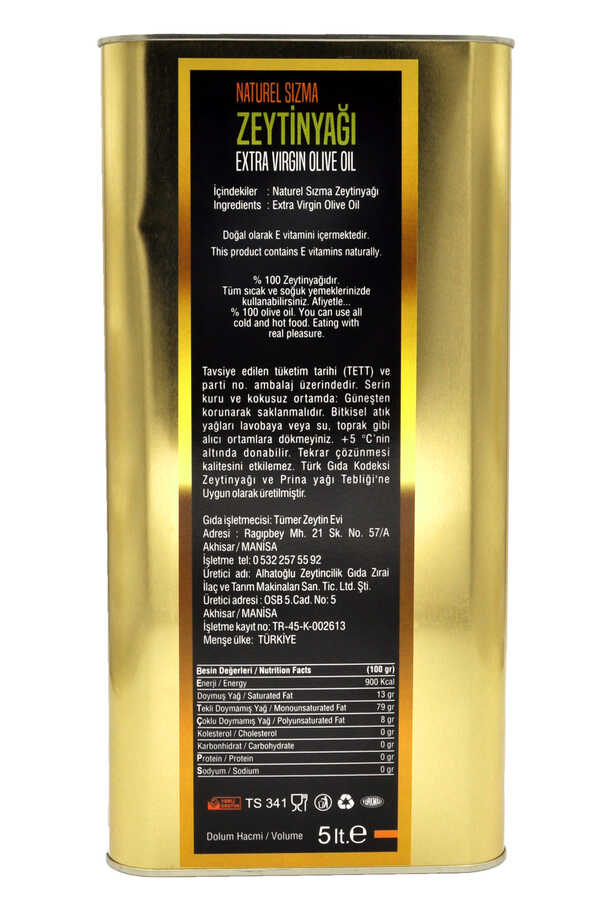 NATUREL SIZMA
ZEYTİNYAĞI
EXTRA VIRGIN OLIVE OIL
İçindekiler : Naturel Sızma Zeytinyağı
Ingredients : Extra Virgin Olive Oil
Doğal olarak E vitamini içermektedir.
This product contains E vitamins naturally.
% 100 Zeytinyağıdır.
Tüm sıcak ve soğuk yemeklerinizde
kullanabilirsiniz. Afiyetle...
% 100 olive oil. You can use all
cold and hot food. Eating with
real pleasure.
Tavsiye edilen tüketim tarihi (TETT) ve
parti no. ambalaj üzerindedir. Serin
kuru ve kokusuz ortamda: Güneşten
korunarak saklanmalıdır. Bitkisel atık
yağları lavobaya veya su, toprak gibi
alıcı ortamlara dökmeyiniz. +5 °C'nin
altında donabilir. Tekrar çözünmesi
kalitesini etkilemez. Türk Gıda Kodeksi
Zeytinyağı ve Prina yağı Tebliği'ne
Uygun olarak üretilmiştir.
Gıda işletmecisi: Tümer Zeytin Evi
Adresi : Ragıpbey Mh. 21 Sk. No. 57/A
Akhisar / MANISA
İşletme tel: 0 532 257 55 92
Üretici adı: Alhatoğlu Zeytincilik Gıda Zırai
İlaç ve Tarım Makinaları San. Tic. Ltd. Şti.
Üretici adresi : OSB 5.Cad. No: 5
Akhisar / MANİSA
İşletme kayıt no: TR-45-K-002613
Menşe ülke: TÜRKİYE
Besin Değerleri / Nutrition Facts (100 gr)
Enerji / Energy 900 Kcal
Doymuş Yağ / Saturated Fat 13 gr
Tekli Doymamış Yağ / Monounsaturated Fat 79 gr
Çoklu Doymamış Yağ / Polyunsaturated Fat 8 gr
Kolesterol / Cholesterol 0 gr
Karbonhidrat / Carbohydrate 0 gr
Protein / Protein 0 gr
Sodyum / Sodium 0 gr
YERLİ ÜRETİM TS 341
Dolum Hacmi / Volume 5 lt.e